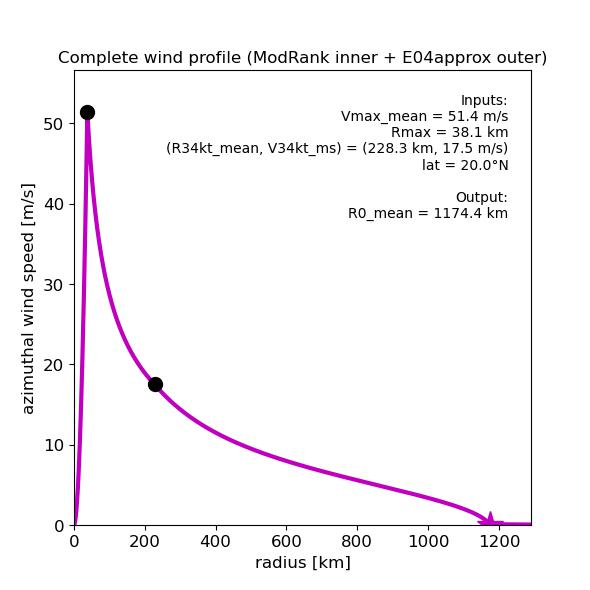 Complete wind profile (ModRank inner + E04approx outer)
Inputs:
Vmax_mean = 51.4 m/s
Rmax = 38.1 km
(R34kt_mean, V34kt_ms) = (228.3 km, 17.5 m/s)
lat = 20.0°N
Output:
R0_mean = 1174.4 km
azimuthal wind speed [m/s]
50
40
30
20
10
0
0 200 400 600 800 1000 1200
radius [km]